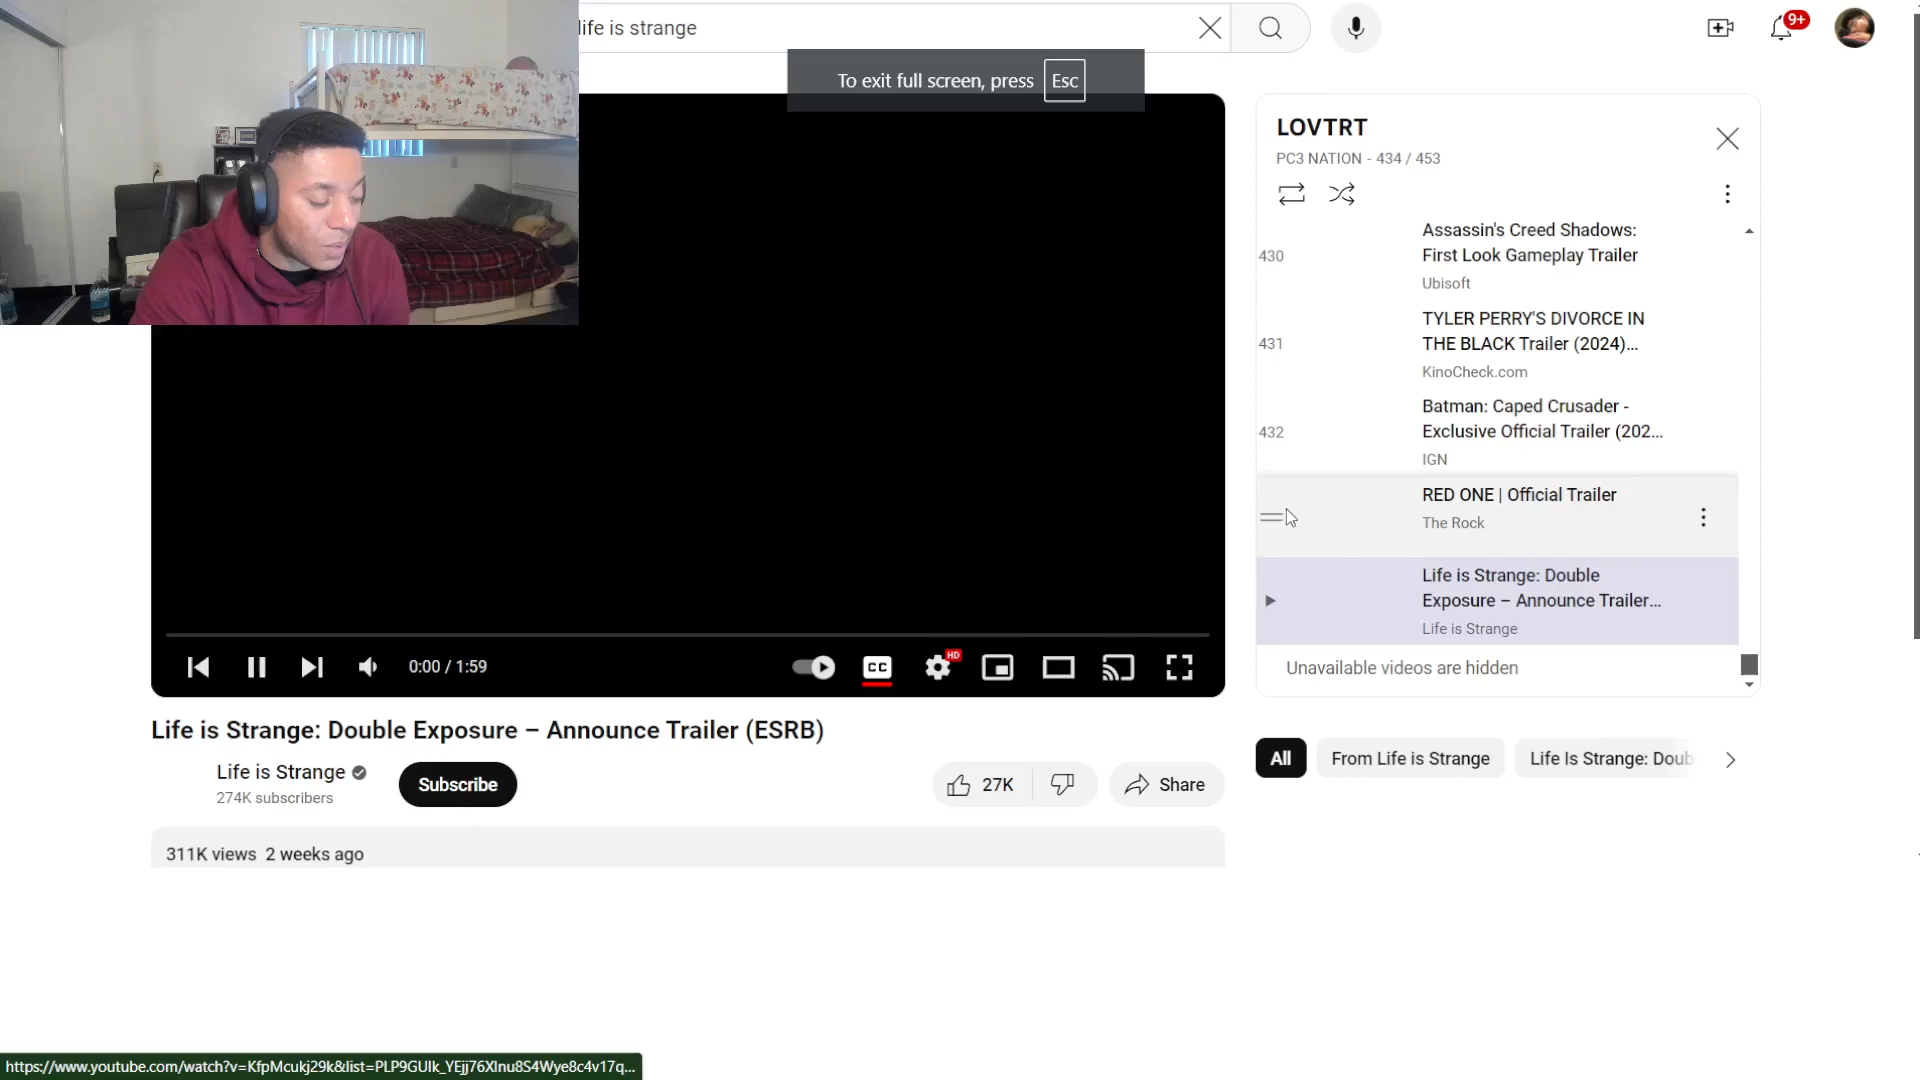 life is strange
9+
To exit full screen, press Esc
LOVTRT
PC3 NATION - 434 / 453
430
Assassin's Creed Shadows:
First Look Gameplay Trailer
Ubisoft
431
TYLER PERRY'S DIVORCE IN
THE BLACK Trailer (2024)...
KinoCheck.com
432
Batman: Caped Crusader -
Exclusive Official Trailer (202...
IGN
RED ONE | Official Trailer
The Rock
Life is Strange: Double
Exposure – Announce Trailer...
Life is Strange
Unavailable videos are hidden
0:00 / 1:59
CC
HD
Life is Strange: Double Exposure – Announce Trailer (ESRB)
Life is Strange
274K subscribers
Subscribe
27K
Share
All
From Life is Strange
Life Is Strange: Doub
311K views 2 weeks ago
https://www.youtube.com/watch?v=KfpMcukj29k&list=PLP9GUIk_YEjj76XInu8S4Wye8c4v17q...